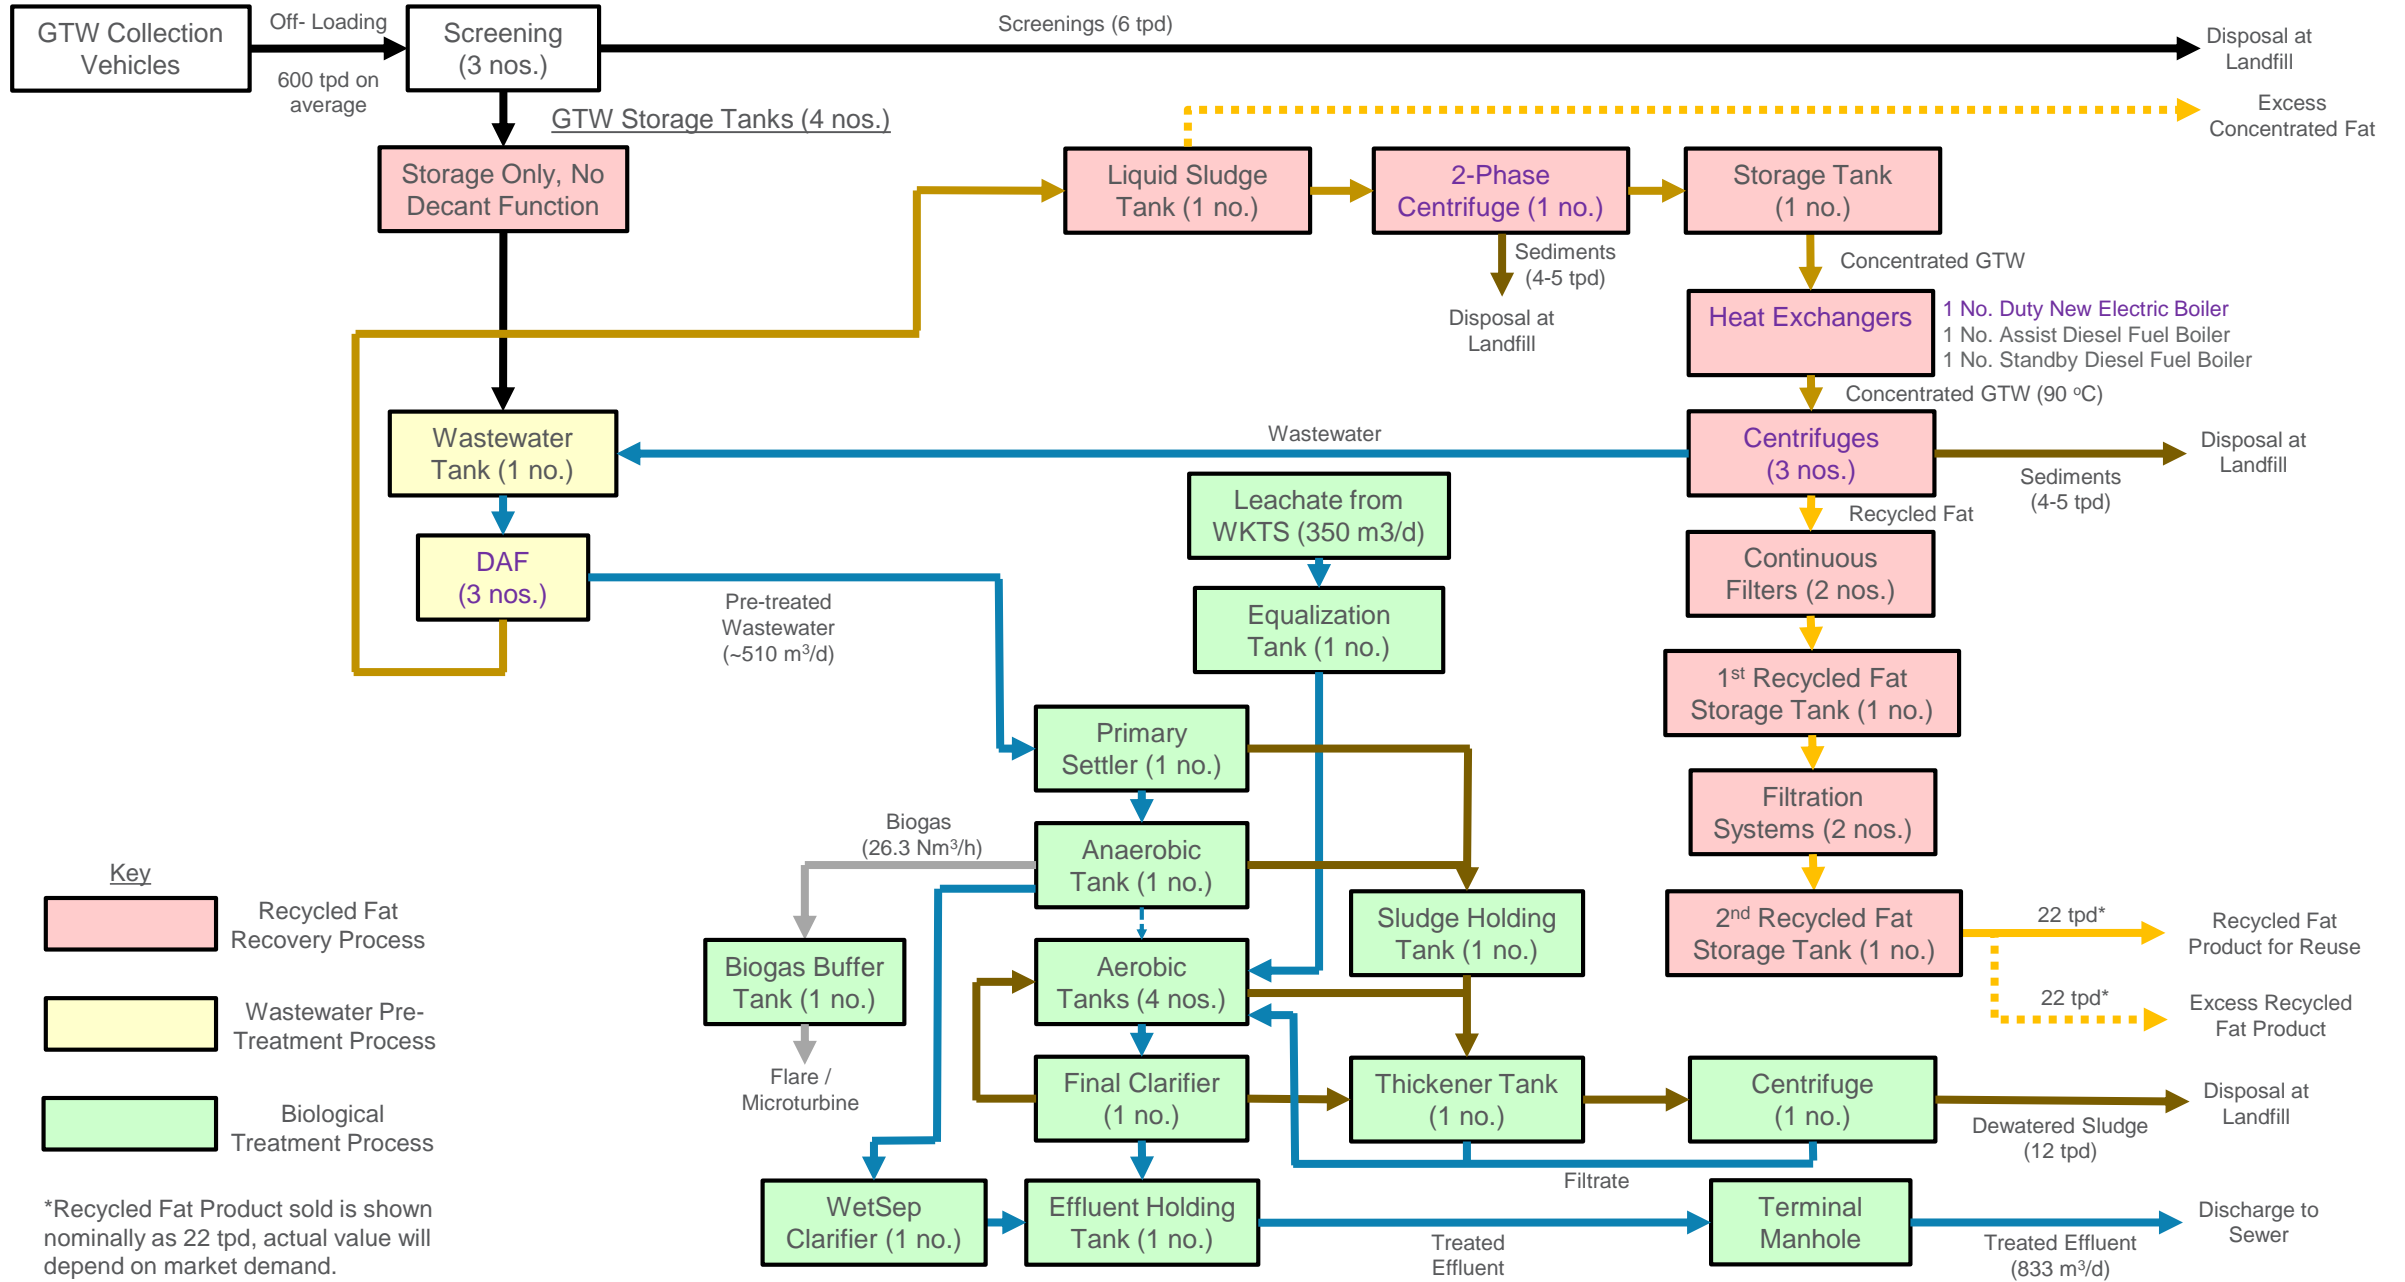 GTW Collection
Vehicles
Off- Loading
600 tpd on
average
Screening
(3 nos.)
Screenings (6 tpd)
Disposal at
Landfill
GTW Storage Tanks (4 nos.)
Storage Only, No
Decant Function
Excess
Concentrated Fat
Liquid Sludge
Tank (1 no.)
2-Phase
Centrifuge (1 no.)
Storage Tank
(1 no.)
Sediments
(4-5 tpd)
Disposal at
Landfill
Concentrated GTW
Heat Exchangers
1 No. Duty New Electric Boiler
1 No. Assist Diesel Fuel Boiler
1 No. Standby Diesel Fuel Boiler
Concentrated GTW (90 ºC)
Wastewater
Tank (1 no.)
Wastewater
Centrifuges
(3 nos.)
Sediments
(4-5 tpd)
Disposal at
Landfill
Recycled Fat
Leachate from
WKTS (350 m3/d)
DAF
(3 nos.)
Pre-treated
Wastewater
(~510 m³/d)
Equalization
Tank (1 no.)
Continuous
Filters (2 nos.)
1st Recycled Fat
Storage Tank (1 no.)
Primary
Settler (1 no.)
Filtration
Systems (2 nos.)
Biogas
(26.3 Nm³/h)
Anaerobic
Tank (1 no.)
Sludge Holding
Tank (1 no.)
2nd Recycled Fat
Storage Tank (1 no.)
22 tpd*
Recycled Fat
Product for Reuse
22 tpd*
Excess Recycled
Fat Product
Biogas Buffer
Tank (1 no.)
Aerobic
Tanks (4 nos.)
Flare /
Microturbine
Final Clarifier
(1 no.)
Thickener Tank
(1 no.)
Centrifuge
(1 no.)
Dewatered Sludge
(12 tpd)
Disposal at
Landfill
Filtrate
WetSep
Clarifier (1 no.)
Effluent Holding
Tank (1 no.)
Treated
Effluent
Terminal
Manhole
Treated Effluent
(833 m³/d)
Discharge to
Sewer
Key
Recycled Fat
Recovery Process
Wastewater Pre-
Treatment Process
Biological
Treatment Process
*Recycled Fat Product sold is shown
nominally as 22 tpd, actual value will
depend on market demand.